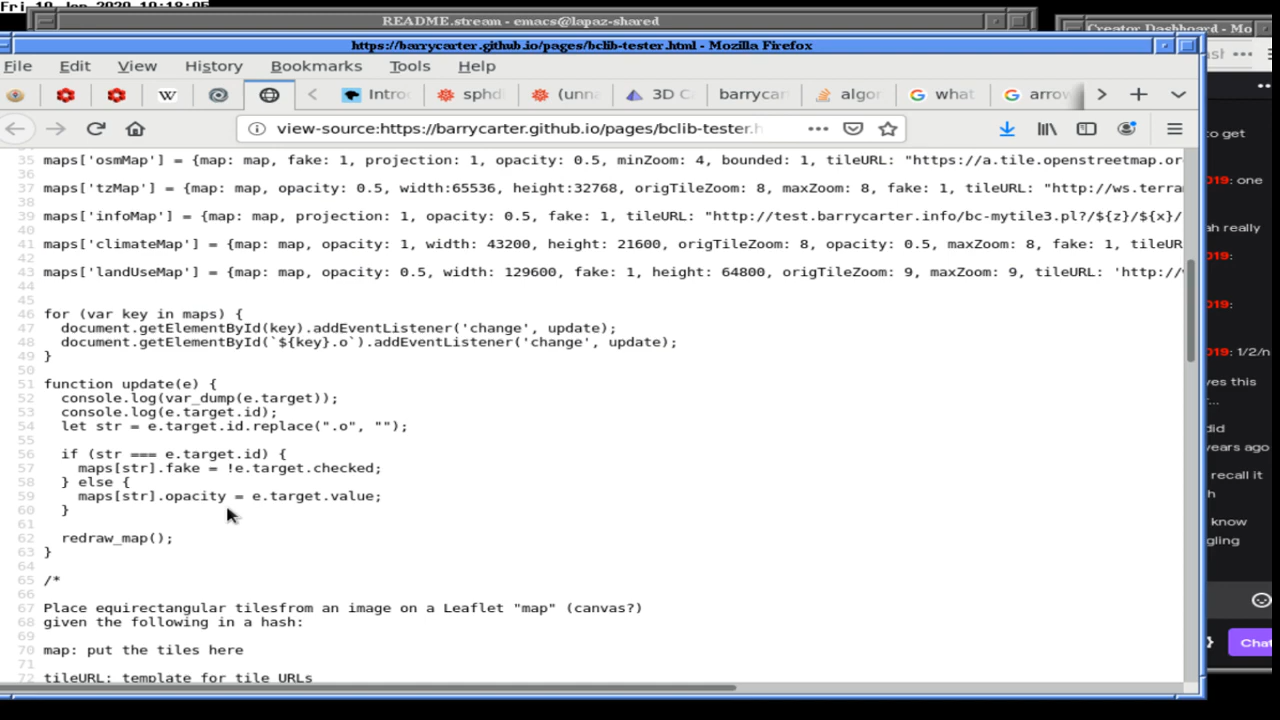 Fri 10 Jan 2020 10:18:05
README.stream - emacs@lapaz-shared
Creator Dashboard - Mo
https://barrycarter.github.io/pages/bclib-tester.html - Mozilla Firefox
File Edit View History Bookmarks Tools Help
Introc sphd (unna 3D C barrycar algor what arrow
view-source:https://barrycarter.github.io/pages/bclib-tester.h
35 maps['osmMap'] = {map: map, fake: 1, projection: 1, opacity: 0.5, minZoom: 4, bounded: 1, tileURL: "https://a.tile.openstreetmap.or
36
37 maps['tzMap'] = {map: map, opacity: 0.5, width:65536, height:32768, origTileZoom: 8, maxZoom: 8, fake: 1, tileURL: "http://ws.terra
38
39 maps['infoMap'] = {map: map, projection: 1, opacity: 0.5, fake: 1, tileURL: "http://test.barrycarter.info/bc-mytile3.pl?/${z}/${x}/
40
41 maps['climateMap'] = {map: map, opacity: 1, width: 43200, height: 21600, origTileZoom: 8, opacity: 0.5, maxZoom: 8, fake: 1, tileUR
42
43 maps['landUseMap'] = {map: map, opacity: 0.5, width: 129600, fake: 1, height: 64800, origTileZoom: 9, maxZoom: 9, tileURL: 'http://
44
45
46 for (var key in maps) {
47   document.getElementById(key).addEventListener('change', update);
48   document.getElementById(`${key}.o`).addEventListener('change', update);
49 }
50
51 function update(e) {
52   console.log(var_dump(e.target));
53   console.log(e.target.id);
54   let str = e.target.id.replace(".o", "");
55
56   if (str === e.target.id) {
57     maps[str].fake = !e.target.checked;
58   } else {
59     maps[str].opacity = e.target.value;
60   }
61
62   redraw_map();
63 }
64
65 /*
66
67 Place equirectangular tilesfrom an image on a Leaflet "map" (canvas?)
68 given the following in a hash:
69
70 map: put the tiles here
71
72 tileURL: template for tile URLs
to get
019: one
ah really
019:
019:
019: 1/2/n
ves this
r...
did
years ago
recall it
h
know
gling
Chat